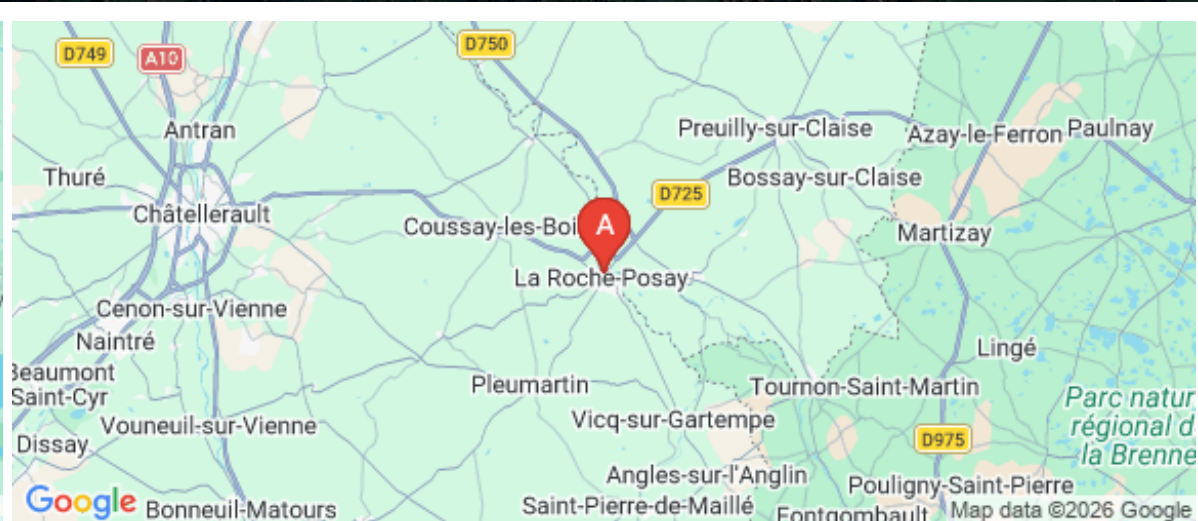 D749
A10
D750
Antran
Preuilly-sur-Claise
Azay-le-Ferron
Paulnay
Thuré
Bossay-sur-Claise
D725
Châtellerault
Coussay-les-Boi
A
Martizay
La Roche-Posay
Cenon-sur-Vienne
Naintré
Lingé
Beaumont
Saint-Cyr
Pleumartin
Tournon-Saint-Martin
Parc natur
régional d
la Brenne
Vouneuil-sur-Vienne
Vicq-sur-Gartempe
Dissay
D975
Angles-sur-l'Anglin
Pouligny-Saint-Pierre
Google
Bonneuil-Matours
Saint-Pierre-de-Maillé
Fontgombault
Map data ©2026 Google